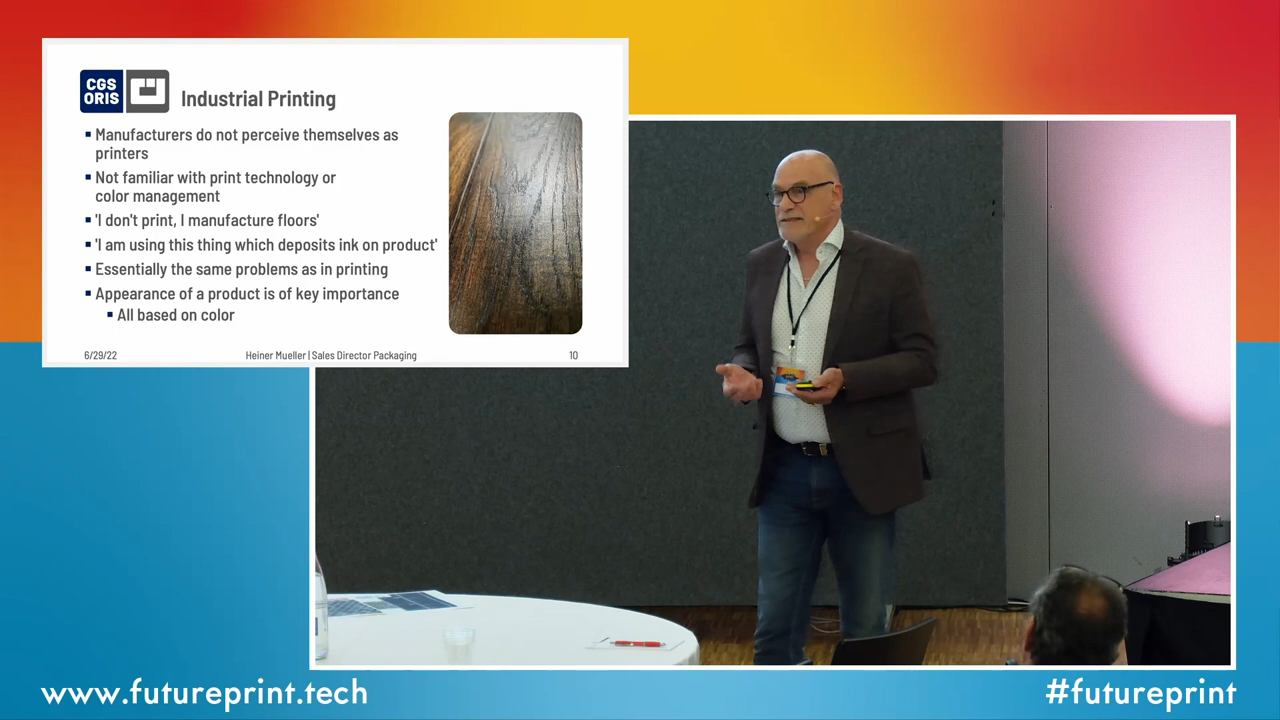 CGS
ORIS
Industrial Printing
▪ Manufacturers do not perceive themselves as
printers
▪ Not familiar with print technology or
color management
▪ 'I don't print, I manufacture floors'
▪ 'I am using this thing which deposits ink on product'
▪ Essentially the same problems as in printing
▪ Appearance of a product is of key importance
▪ All based on color
6/29/22
Heiner Mueller | Sales Director Packaging
10
www.futureprint.tech
#futureprint